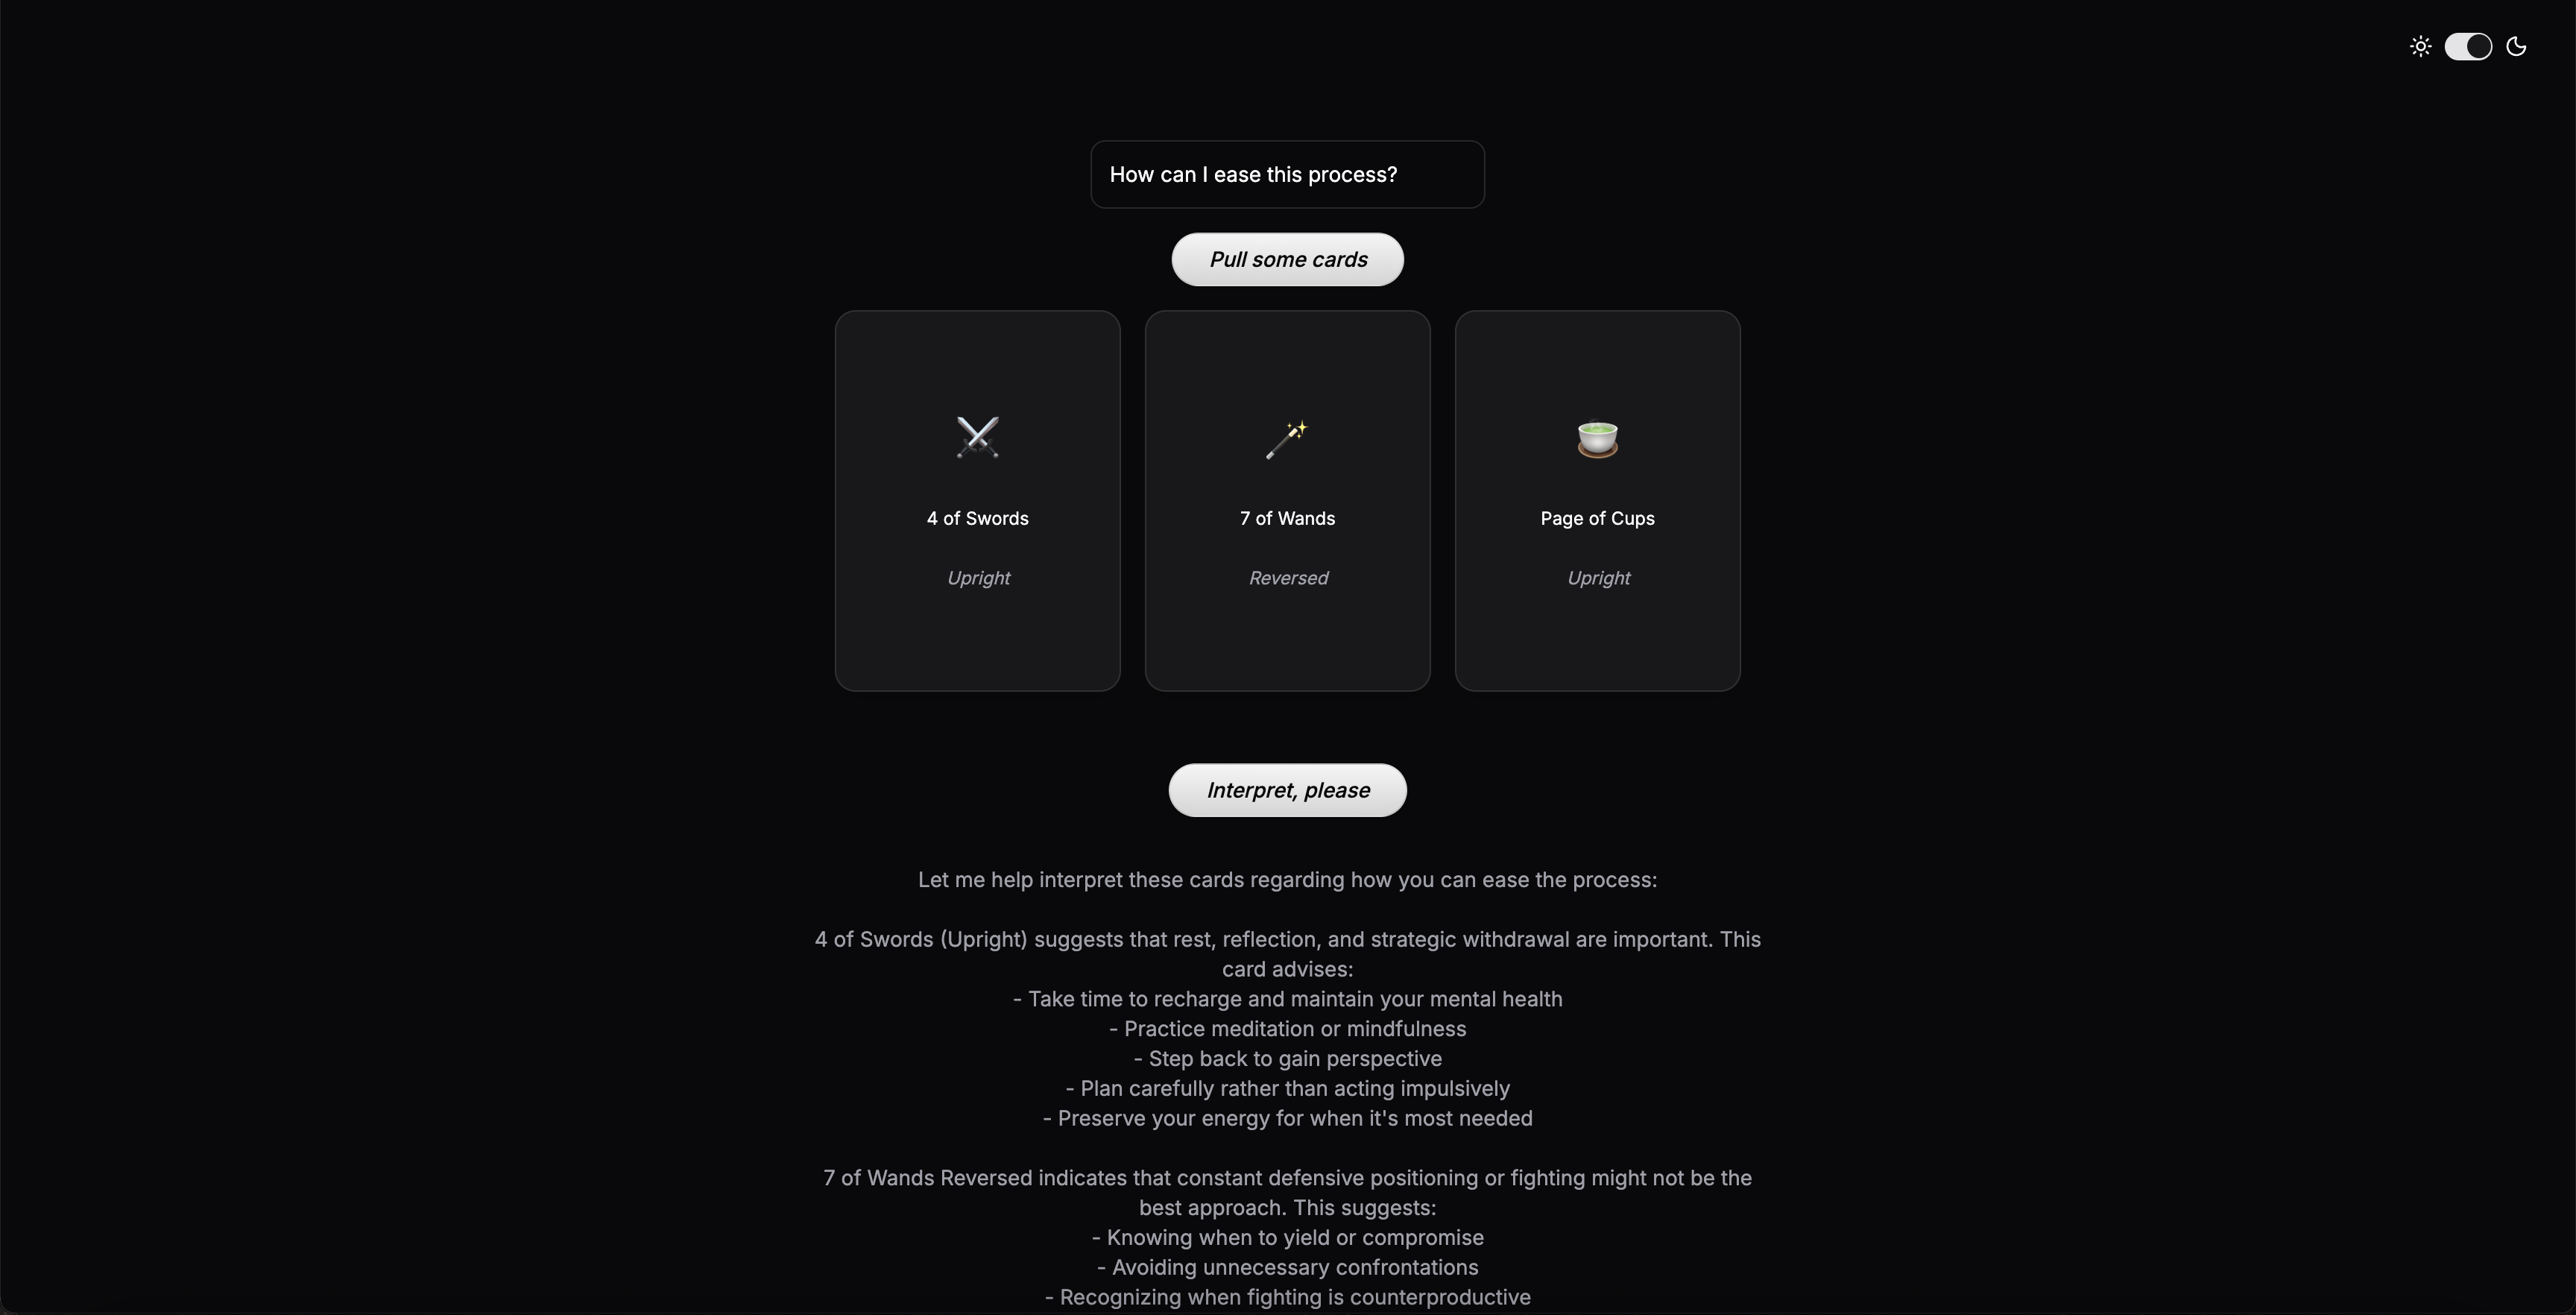 How can I ease this process?
Pull some cards
4 of Swords
Upright
7 of Wands
Reversed
Page of Cups
Upright
Interpret, please
Let me help interpret these cards regarding how you can ease the process:
4 of Swords (Upright) suggests that rest, reflection, and strategic withdrawal are important. This
card advises:
- Take time to recharge and maintain your mental health
- Practice meditation or mindfulness
- Step back to gain perspective
- Plan carefully rather than acting impulsively
- Preserve your energy for when it's most needed
7 of Wands Reversed indicates that constant defensive positioning or fighting might not be the
best approach. This suggests:
- Knowing when to yield or compromise
- Avoiding unnecessary confrontations
- Recognizing when fighting is counterproductive